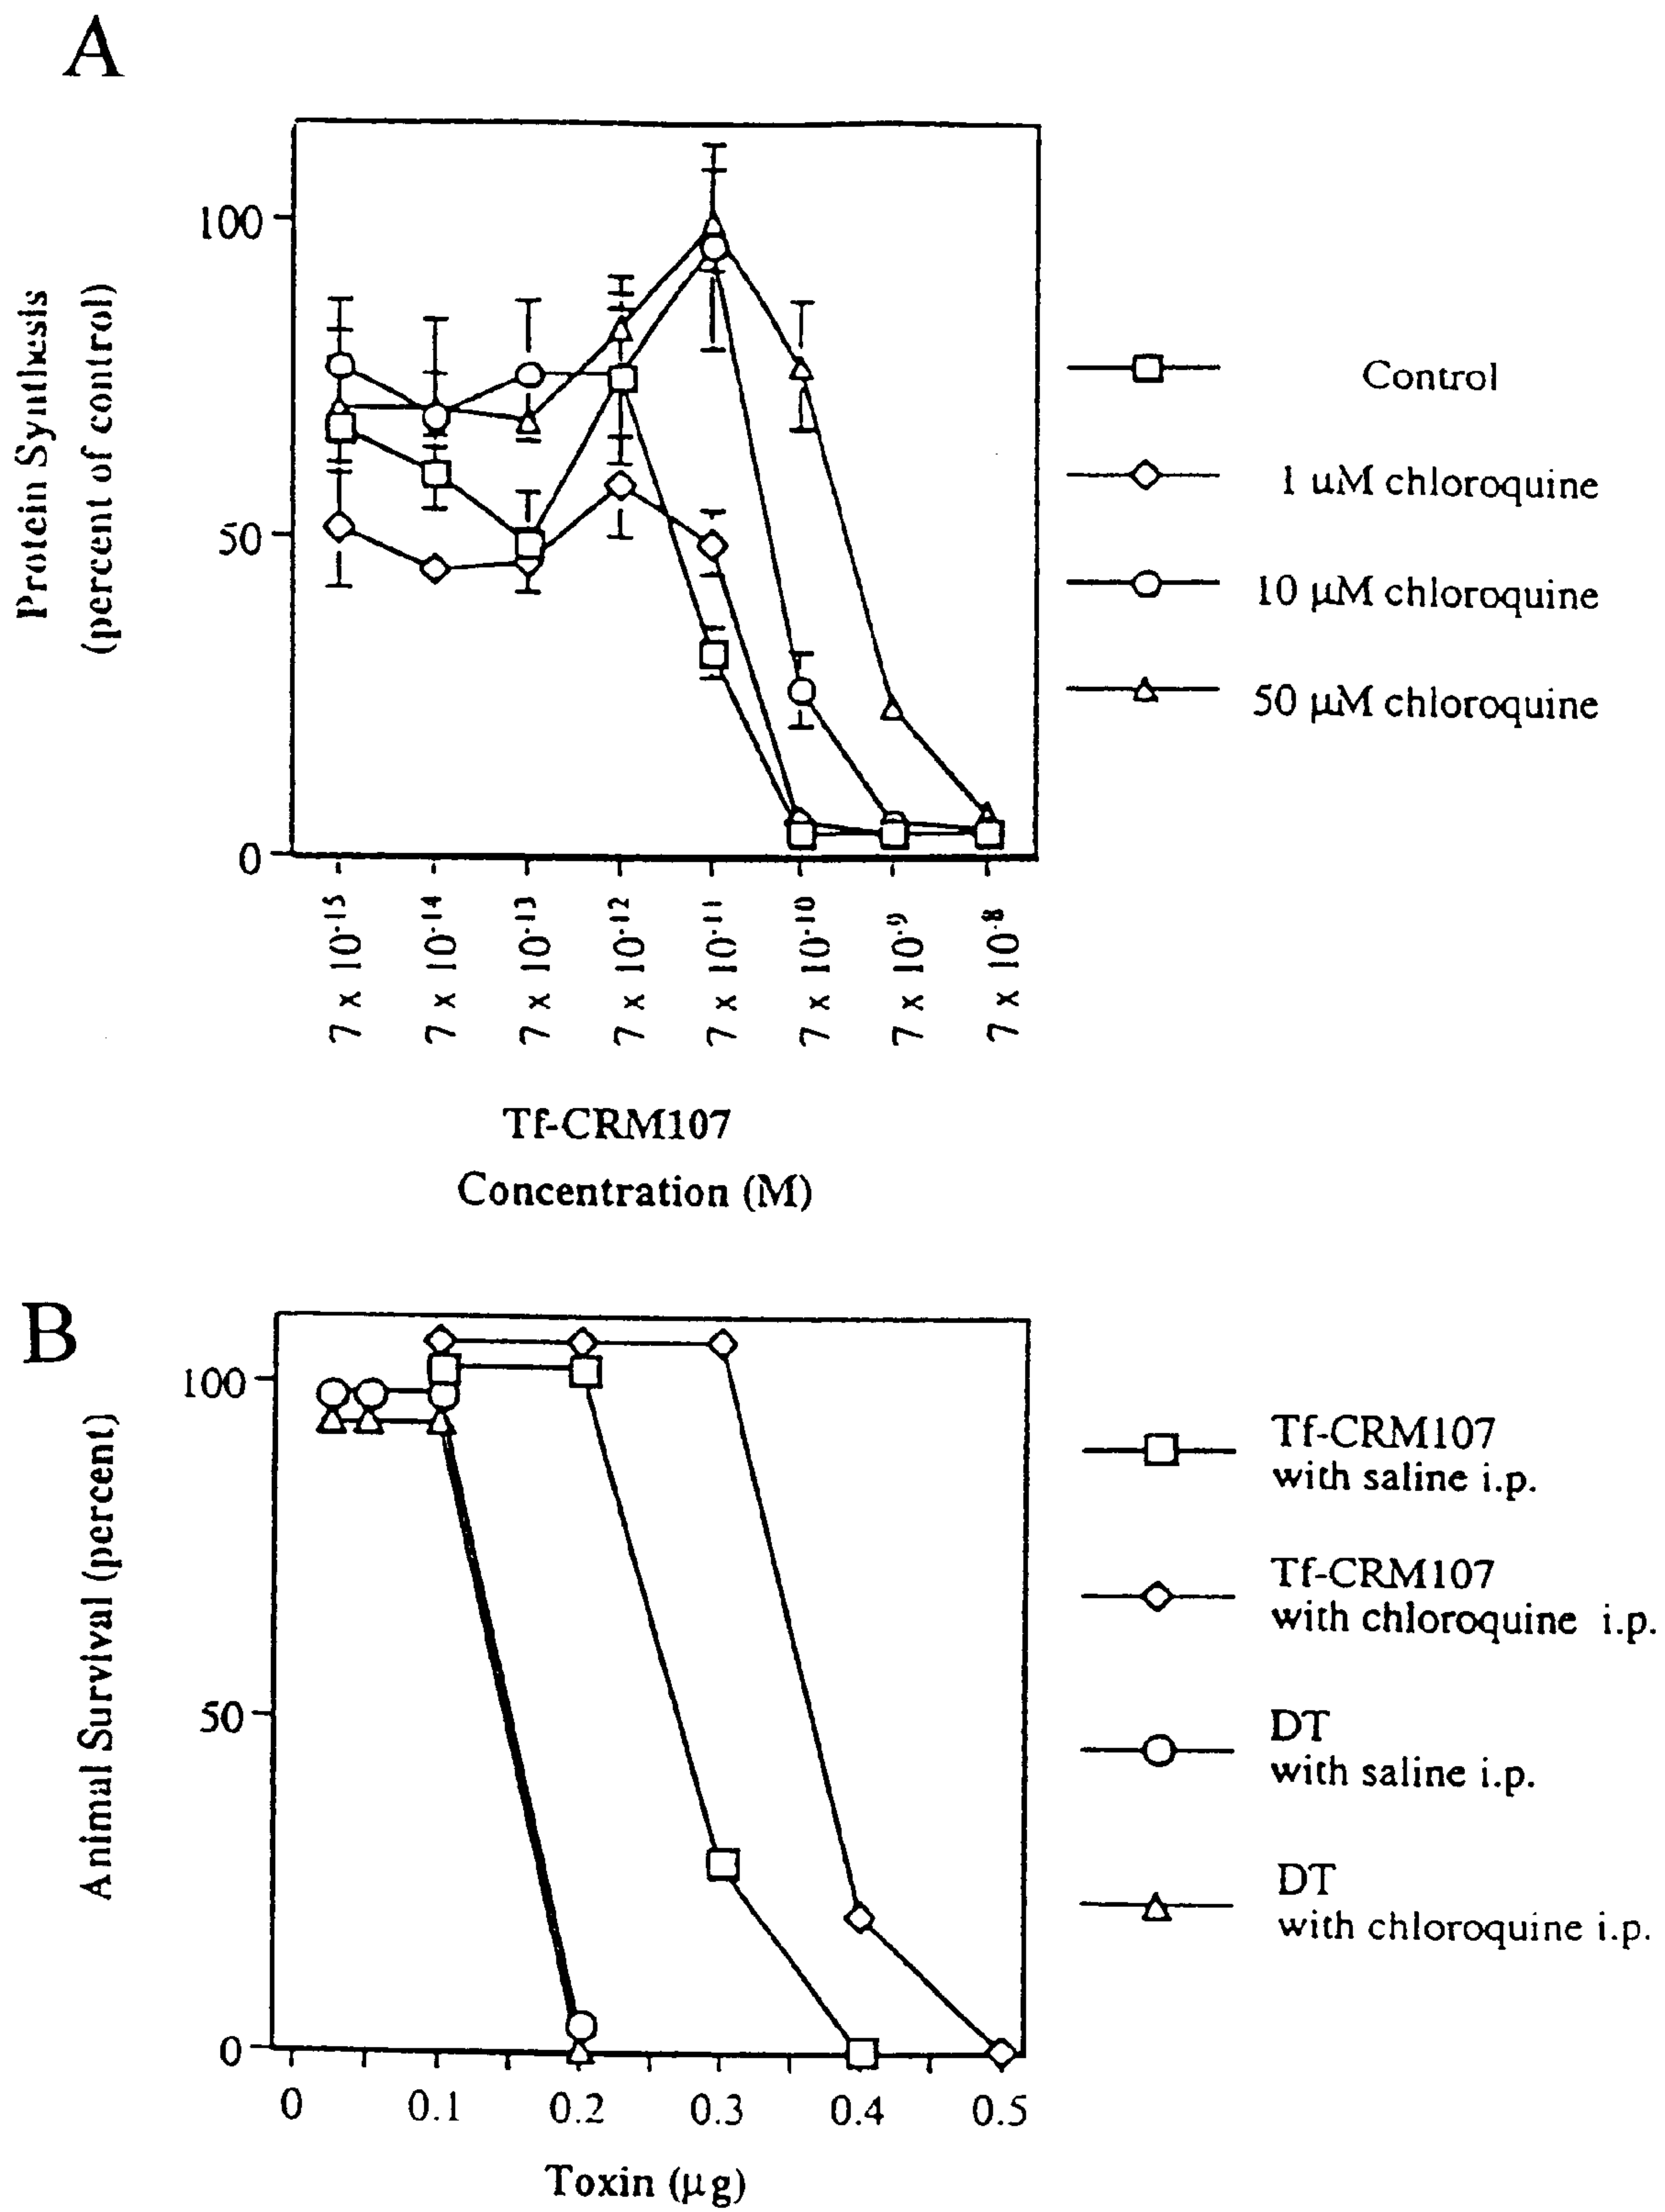 A
100
50
0
Protein Synthesis
(percent of control)
7 x 10-15
7 x 10-14
7 x 10-13
7 x 10-12
7 x 10-11
7 x 10-10
7 x 10-9
7 x 10-8
Tf-CRM107
Concentration (M)
Control
1 uM chloroquine
10 μM chloroquine
50 μM chloroquine
B
100
50
0
Animal Survival (percent)
0 0.1 0.2 0.3 0.4 0.5
Toxin (μg)
Tf-CRM107
with saline i.p.
Tf-CRM107
with chloroquine i.p.
DT
with saline i.p.
DT
with chloroquine i.p.